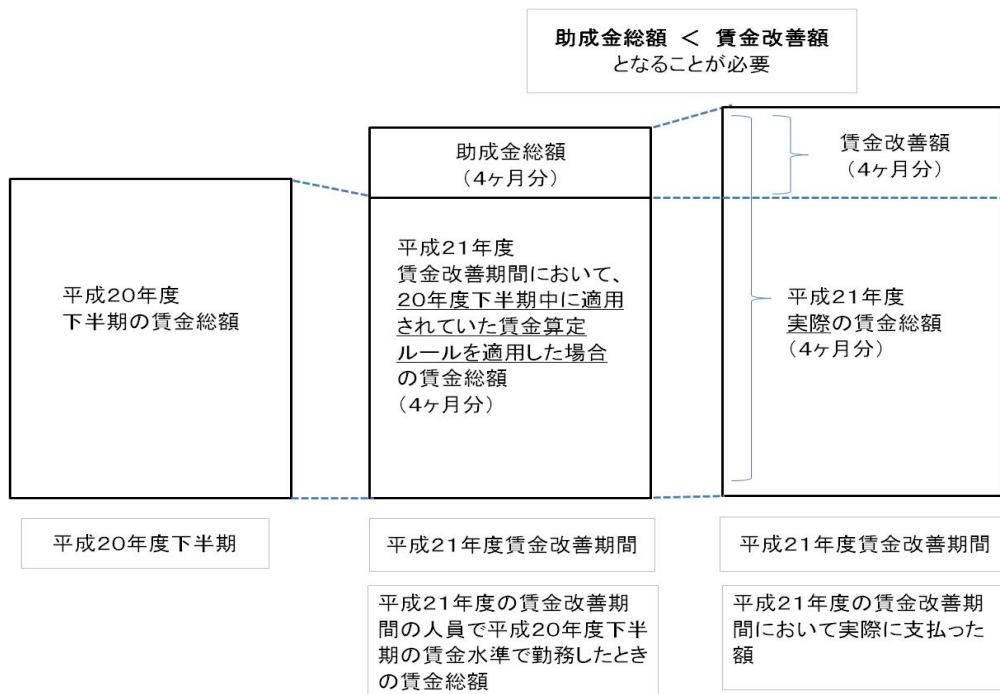 助成金総額 ＜ 賃金改善額
となることが必要
助成金総額
（4ヶ月分）
賃金改善額
（4ヶ月分）
平成20年度
下半期の賃金総額
平成21年度
賃金改善期間において、
20年度下半期中に適用
されていた賃金算定
ルールを適用した場合
の賃金総額
（4ヶ月分）
平成21年度
実際の賃金総額
（4ヶ月分）
平成20年度下半期
平成21年度賃金改善期間
平成21年度賃金改善期間
平成21年度の賃金改善期
間の人員で平成20年度下半
期の賃金水準で勤務したとき
の賃金総額
平成21年度の賃金改善期
間において実際に支払った
額